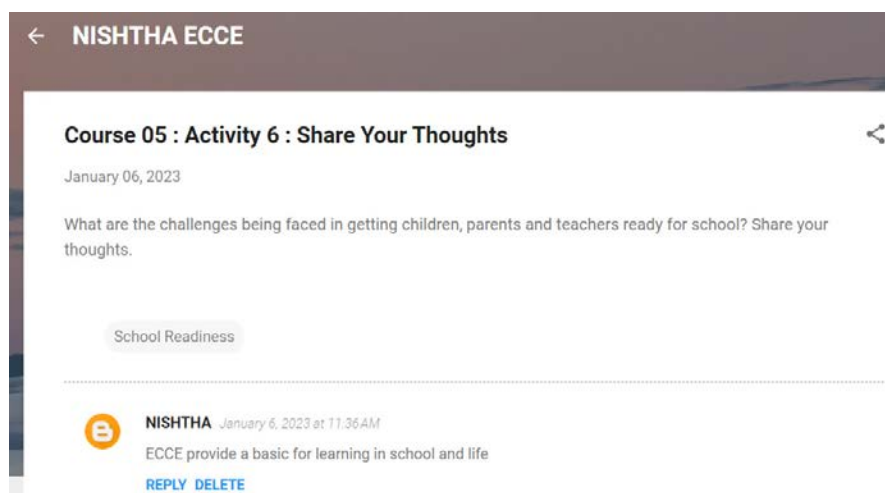 NISHTHA ECCE
Course 05 : Activity 6 : Share Your Thoughts
January 06, 2023
What are the challenges being faced in getting children, parents and teachers ready for school? Share your
thoughts.
School Readiness
NISHTHA January 6, 2023 at 11:36 AM
ECCE provide a basic for learning in school and life
REPLY DELETE